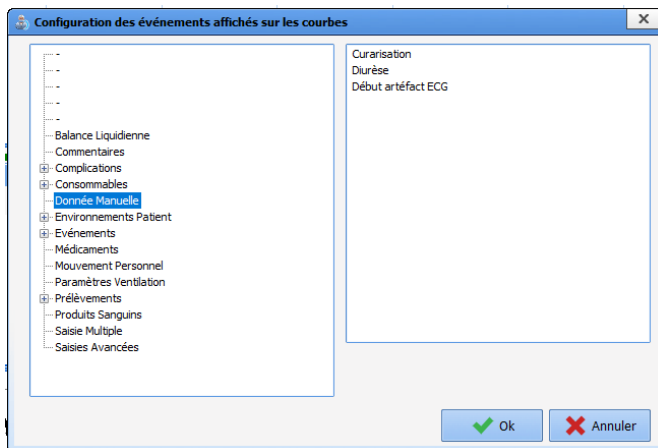 Configuration des événements affichés sur les courbes
-
-
-
-
-
Balance Liquidienne
Commentaires
Complications
Consommables
Donnée Manuelle
Environnements Patient
Evénements
Médicaments
Mouvement Personnel
Paramètres Ventilation
Prélèvements
Produits Sanguins
Saisie Multiple
Saisies Avancées
Curarisation
Diurèse
Début artéfact ECG
Ok
Annuler